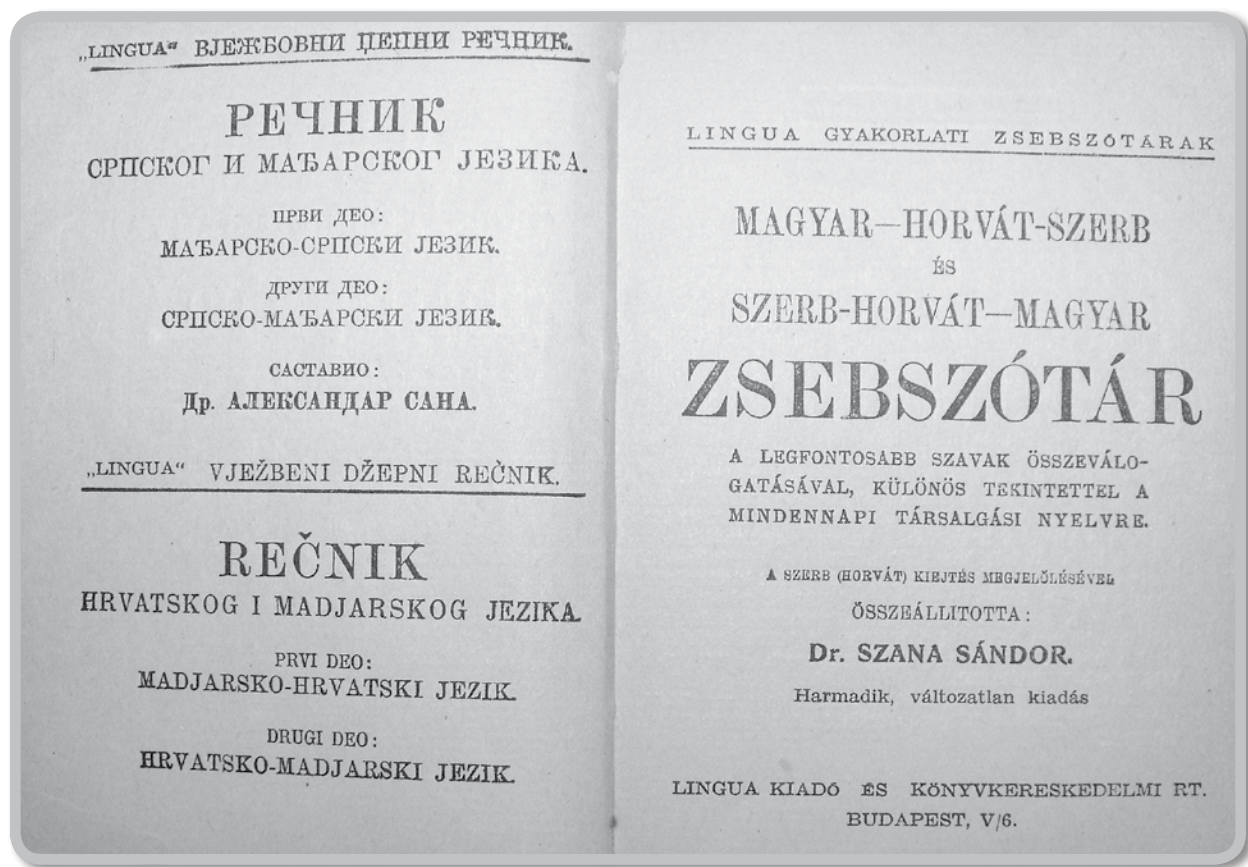 „LINGUA“ ВЈЕЖБОВНИ ЏЕПНИ РЕЧНИК.
РЕЧНИК
СРПСКОГ И МАЂАРСКОГ ЈЕЗИКА.
ПРВИ ДЕО:
МАЂАРСКО-СРПСКИ ЈЕЗИК.
ДРУГИ ДЕО:
СРПСКО-МАЂАРСКИ ЈЕЗИК.
САСТАВИО:
Др. АЛЕКСАНДАР САНА.
„LINGUA“ VJEŽBENI DŽEPNI REČNIK.
REČNIK
HRVATSKOG I MADJARSKOG JEZIKA.
PRVI DEO:
MADJARSKO-HRVATSKI JEZIK.
DRUGI DEO:
HRVATSKO-MADJARSKI JEZIK.
LINGUA GYAKORLATI ZSEBSZÓTÁRAK
MAGYAR—HORVÁT-SZERB
ÉS
SZERB-HORVÁT—MAGYAR
ZSEBSZÓTÁR
A LEGFONTOSABB SZAVAK ÖSSZEVÁLO-
GATÁSÁVAL, KÜLÖNÖS TEKINTETTEL A
MINDENNAPI TÁRSALGÁSI NYELVRE.
A SZERB (HORVÁT) KIEJTÉS MEGJELÖLÉSÉVEL
ÖSSZEÁLLITOTTA:
Dr. SZANA SÁNDOR.
Harmadik, változatlan kiadás
LINGUA KIADÓ ÉS KÖNYVKERESKEDELMI RT.
BUDAPEST, V/6.